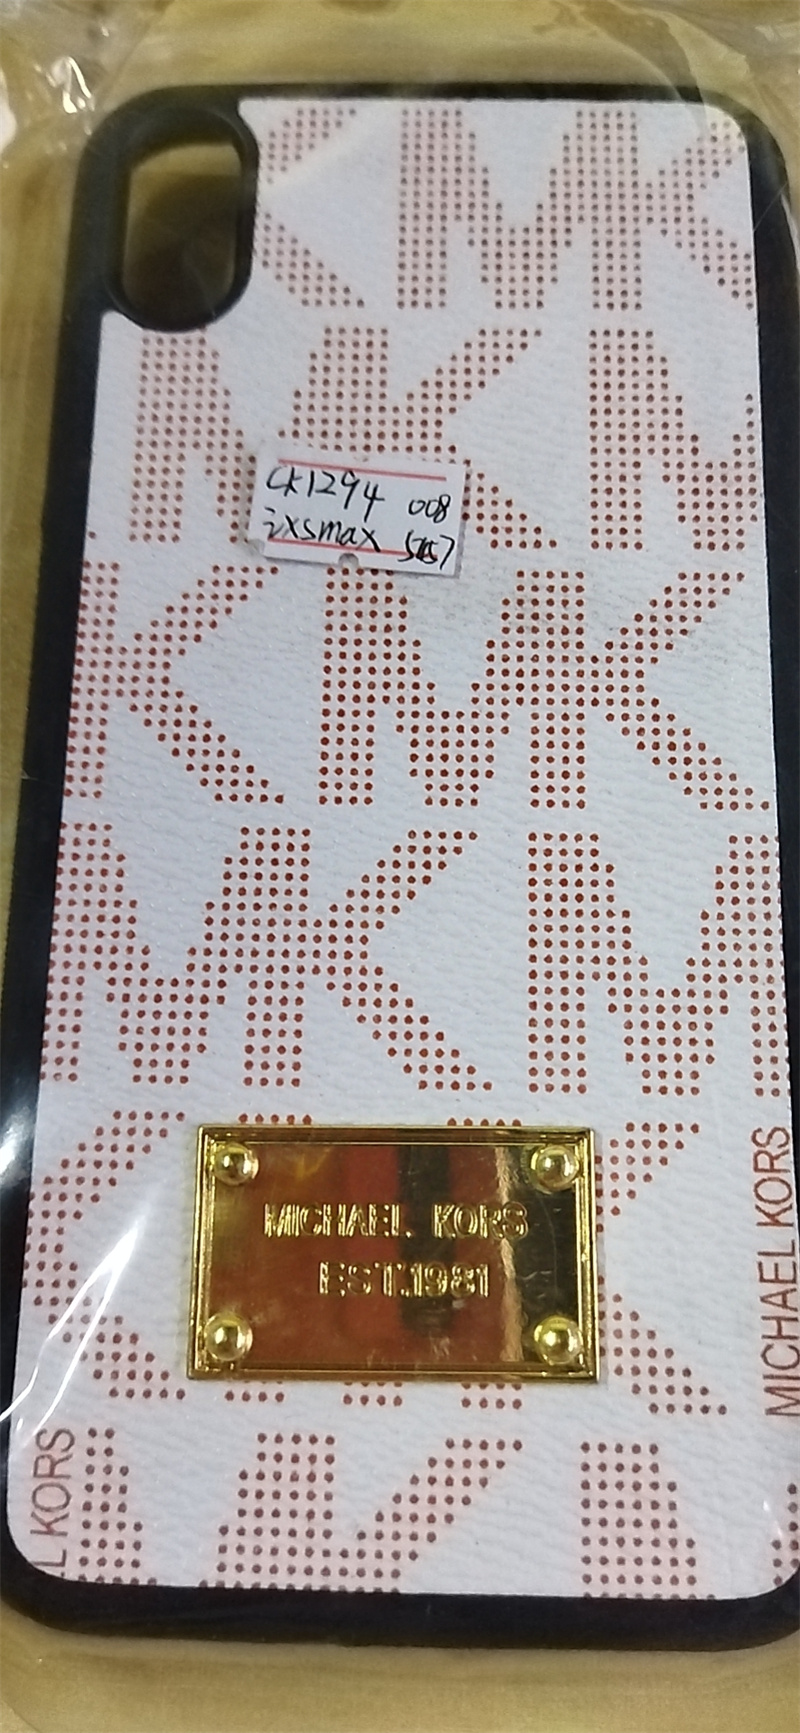 CK1294 008
ixsmax
MICHAEL KORS
EST.1981
MICHAEL KORS
L KORS